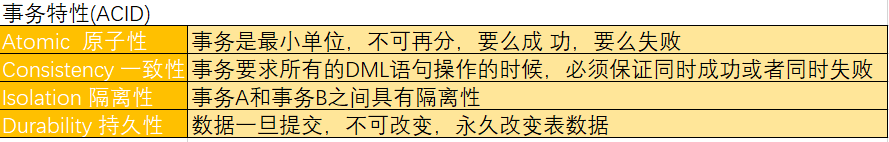 事务特性(ACID)
Atomic 原子性 事务是最小单位，不可再分，要么成 功，要么失败
Consistency 一致性 事务要求所有的DML语句操作的时候，必须保证同时成功或者同时失败
Isolation 隔离性 事务A和事务B之间具有隔离性
Durability 持久性 数据一旦提交，不可改变，永久改变表数据